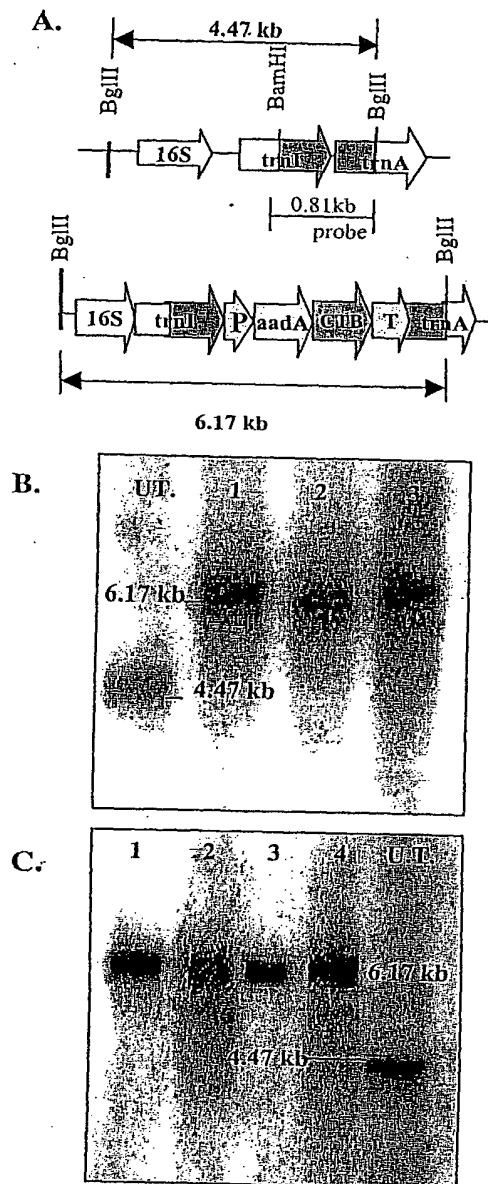 A.
4.47 kb
BglII
BamHI
BglII
16S
trnI
trnA
0.81kb
probe
BglII
BglII
16S
trnI
P
aadA
CTB
T
trnA
6.17 kb
B.
U.T.
1
2
3
6.17 kb
4.47 kb
C.
1
2
3
4
U.T.
6.17 kb
4.47 kb